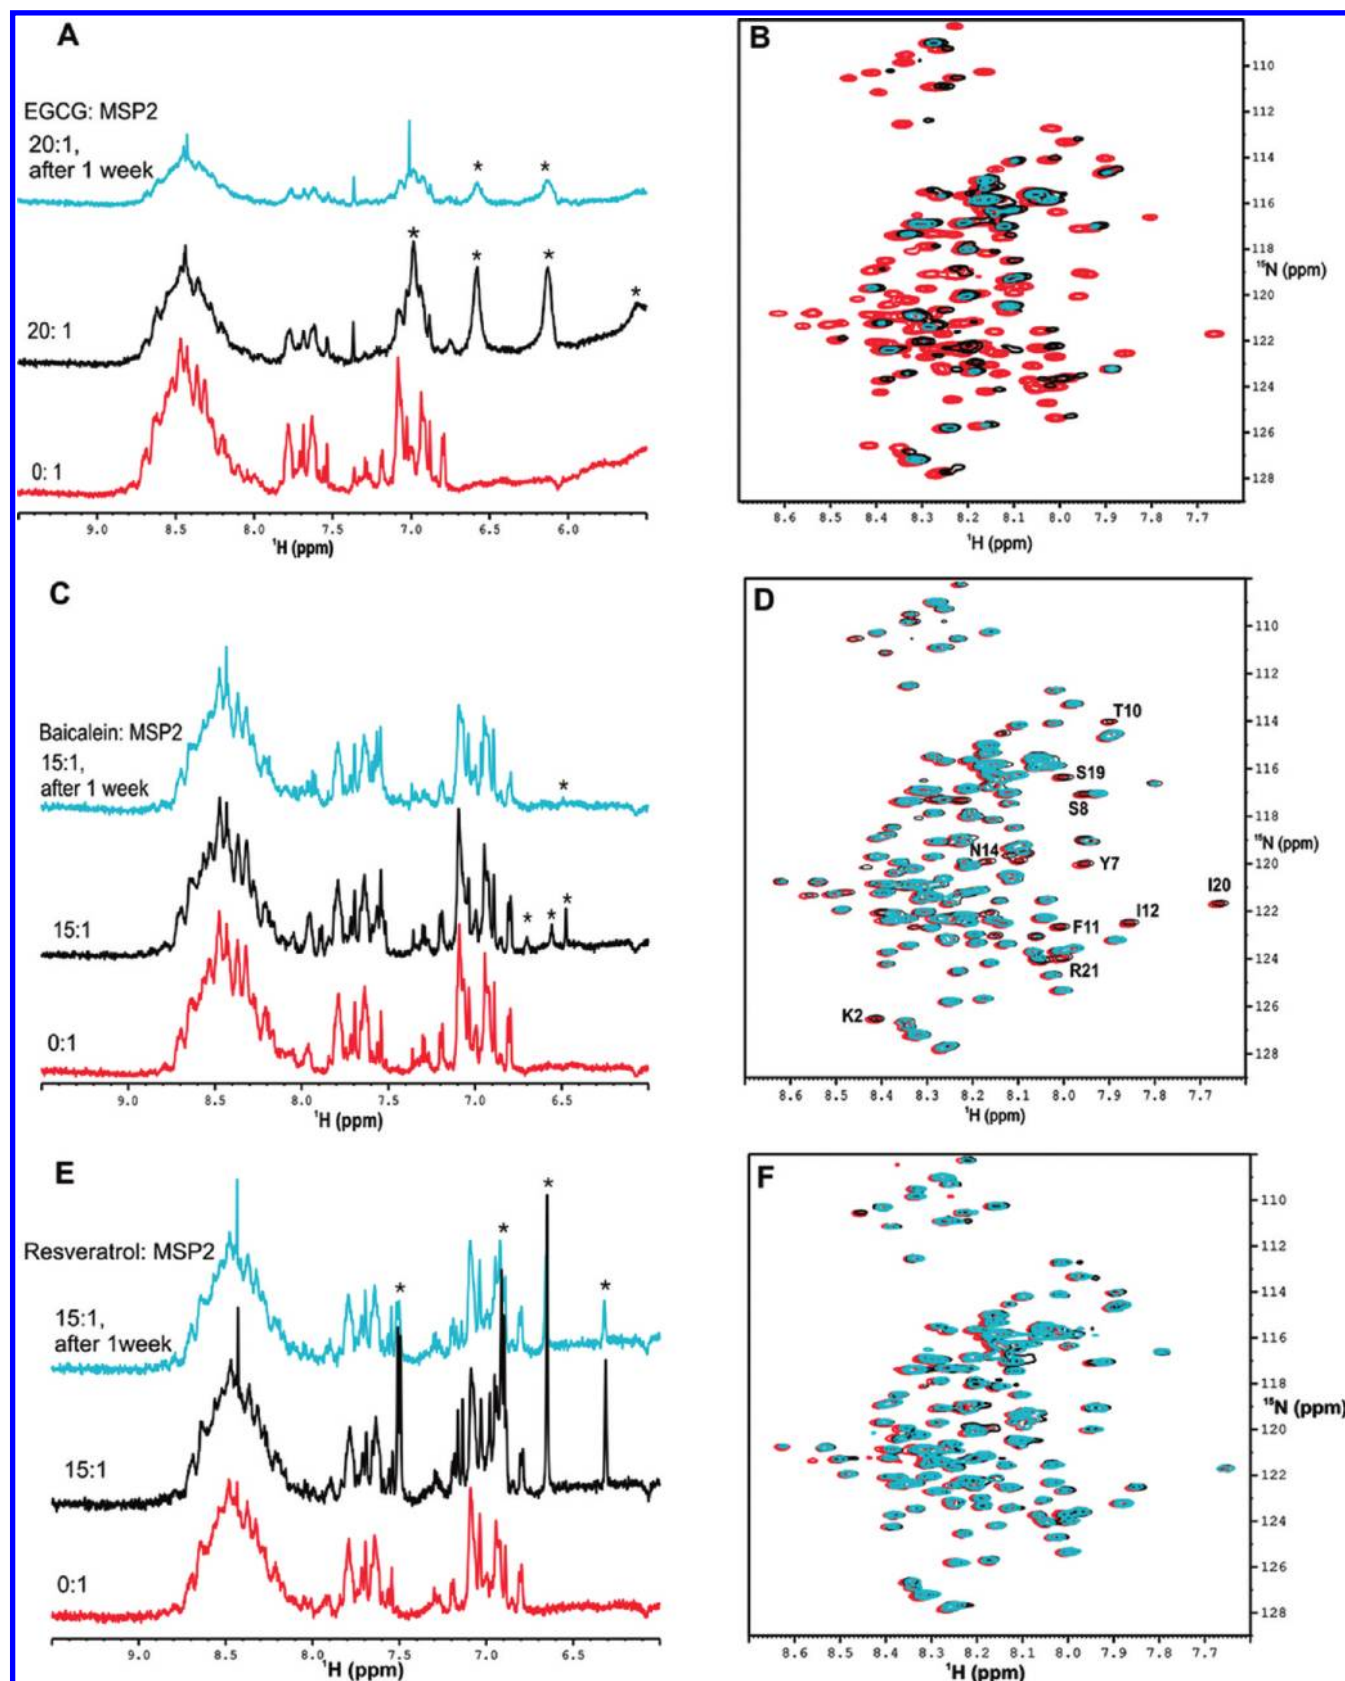 A
EGCG: MSP2
20:1,
after 1 week
20: 1
0: 1
* *
* * * *
9.0 8.5 8.0 7.5 7.0 6.5 6.0
¹H (ppm)
B
110
112
114
116
118
¹⁵N (ppm)
120
122
124
126
128
8.6 8.5 8.4 8.3 8.2 8.1 8.0 7.9 7.8 7.7
¹H (ppm)
C
Baicalein: MSP2
15:1,
after 1 week
*
15:1
* * *
0:1
9.0 8.5 8.0 7.5 7.0 6.5
¹H (ppm)
D
110
112
T10
114
S19
116
S8
118
¹⁵N (ppm)
N14
Y7
120
I20
I12
122
F11
R21
124
K2
126
128
8.6 8.5 8.4 8.3 8.2 8.1 8.0 7.9 7.8 7.7
¹H (ppm)
E
Resveratrol: MSP2
15:1,
after 1week
* * * *
15:1
0:1
9.0 8.5 8.0 7.5 7.0 6.5
¹H (ppm)
F
110
112
114
116
118
¹⁵N (ppm)
120
122
124
126
128
8.6 8.5 8.4 8.3 8.2 8.1 8.0 7.9 7.8 7.7
¹H (ppm)